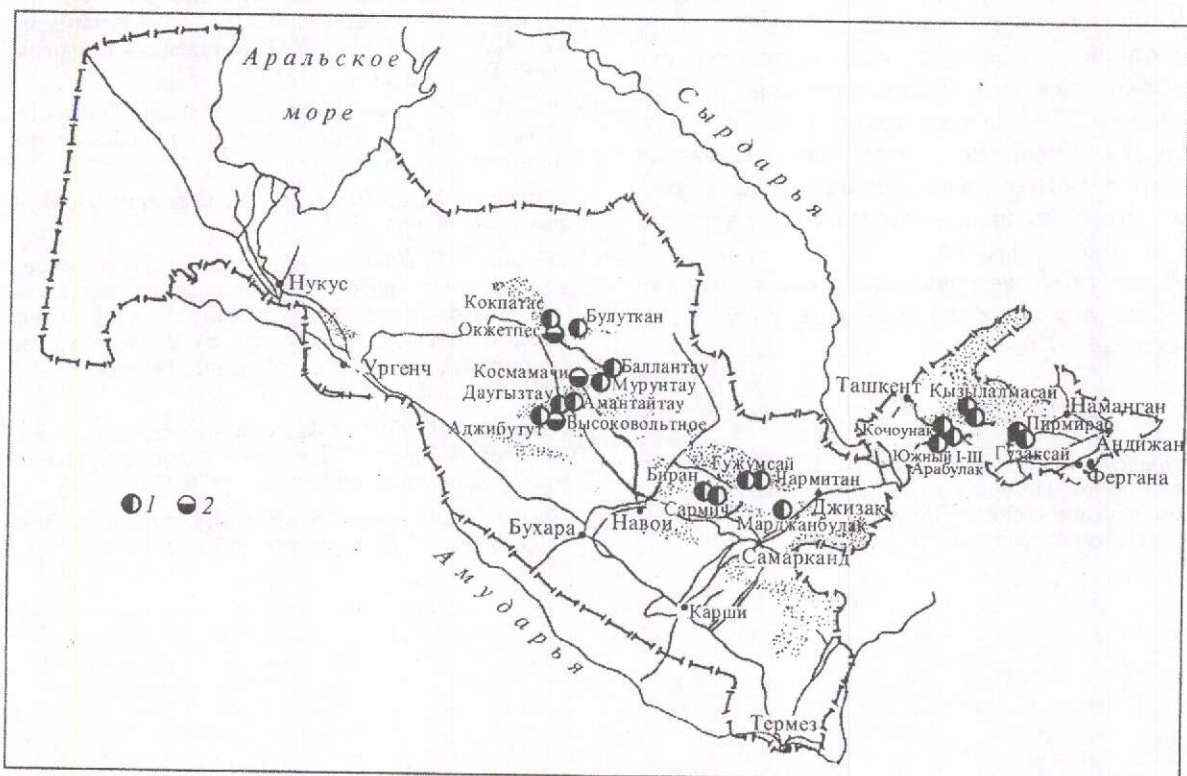 Аральское
море
Сырдарья
Нукус
Кокпатас
Булуткан
Окжетпес
Ургенч
Баллантау
Космамачи
Мурунтау
Даугызтау
Амантайтау
Аджибугут
Высоковольтное
Ташкент
Кызылалмасай
Наманган
Кочоунак
Пирмираб
Андижан
Южный I-III
Гузаксай
Арабулак
Фергана
Гужумсай
Биран
Чармитан
Сармич
Джизак
Навои
Марджанбулак
Бухара
Самарканд
Амударья
Карши
Термез
1
2